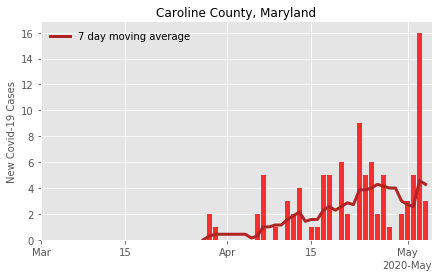 Caroline County, Maryland
7 day moving average
New Covid-19 Cases
16
14
12
10
8
6
4
2
0
Mar
15
Apr
15
May
2020-May